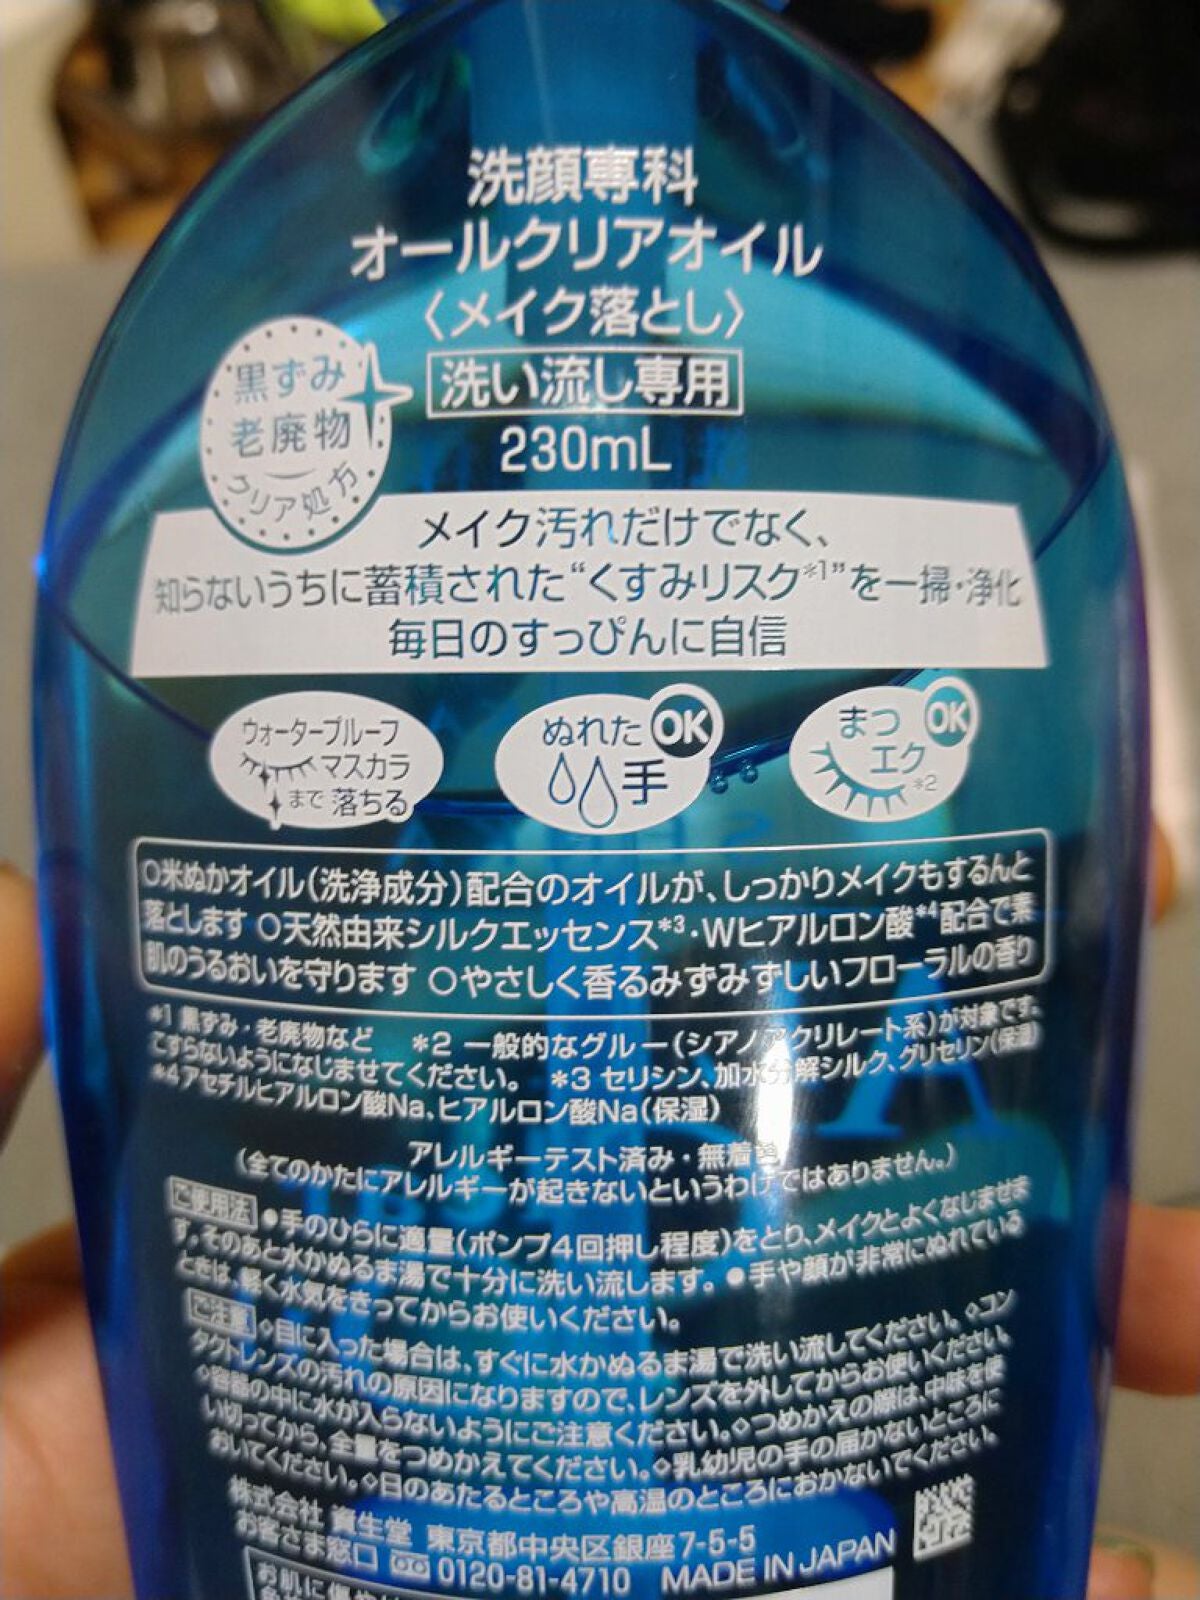 洗顔専科
オールクリアオイル
〈メイク落とし〉
洗い流し専用
230mL
黒ずみ
老廃物
クリア処方
メイク汚れだけでなく、
知らないうちに蓄積された“くすみリスク*1”を一掃・浄化
毎日のすっぴんに自信
ウォータープルーフ
マスカラ
まで落ちる
ぬれた
手
OK
まつ
エク*2
OK
○米ぬかオイル(洗浄成分)配合のオイルが、しっかりメイクもするんと
落とします ○天然由来シルクエッセンス*3・Wヒアルロン酸*4配合で素
肌のうるおいを守ります ○やさしく香るみずみずしいフローラルの香り
*1 黒ずみ・老廃物など *2 一般的なグルー(シアノアクリレート系)が対象です。
こすらないようになじませてください。 *3 セリシン、加水分解シルク、グリセリン(保湿)
*4アセチルヒアルロン酸Na、ヒアルロン酸Na(保湿)
アレルギーテスト済み・無着色
(全てのかたにアレルギーが起きないというわけではありません。)
ご使用法 ●手のひらに適量(ポンプ4回押し程度)をとり、メイクとよくなじませま
す。そのあと水かぬるま湯で十分に洗い流します。●手や顔が非常にぬれている
ときは、軽く水気をきってからお使いください。
ご注意 ◇目に入った場合は、すぐに水かぬるま湯で洗い流してください。◇コン
タクトレンズの汚れの原因になりますので、レンズを外してからお使いください。
◇容器の中に水が入らないようにご注意ください。◇つめかえの際は、中味を使
い切ってから、全量をつめかえてください。◇乳幼児の手の届かないところに
おいてください。◇日のあたるところや高温のところにおかないでください。
株式会社 資生堂 東京都中央区銀座7-5-5
お客さま窓口 0120-81-4710 MADE IN JAPAN
お肌に傷や